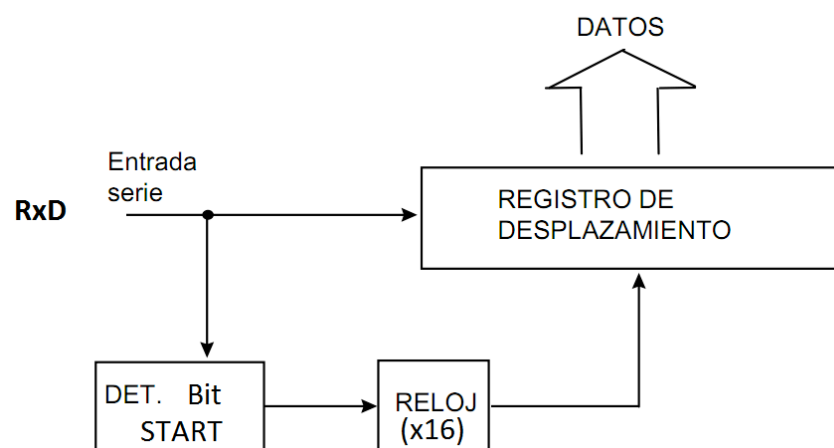 DATOS
Entrada
serie
RxD
REGISTRO DE
DESPLAZAMIENTO
DET. Bit
START
RELOJ
(x16)